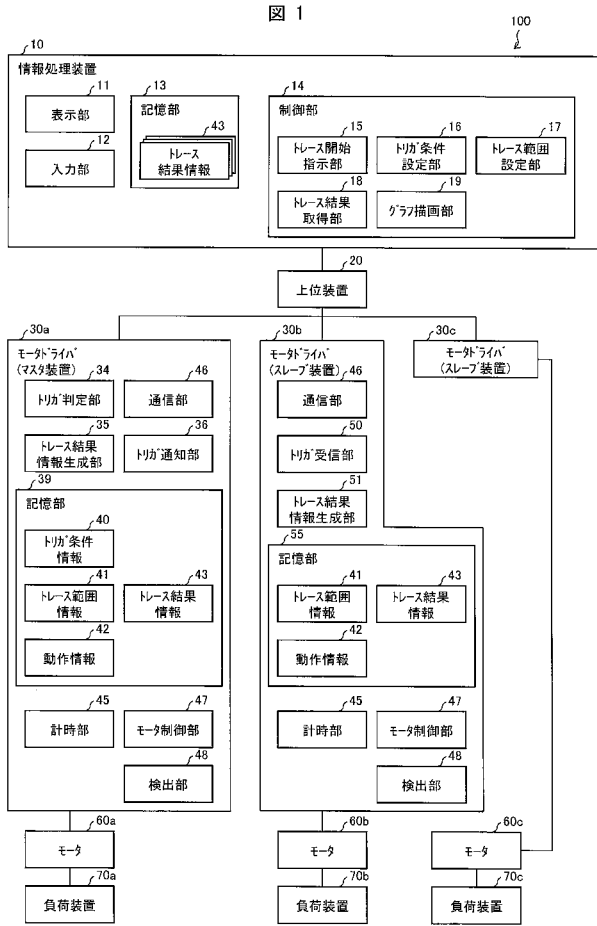 図 1
100
10
情報処理装置
11
表示部
12
入力部
13
記憶部
43
トレース
結果情報
14
制御部
15
トレース開始
指示部
16
トリガ条件
設定部
17
トレース範囲
設定部
18
トレース結果
取得部
19
グラフ描画部
20
上位装置
30a
モータドライバ
(マスタ装置)
34
トリガ判定部
46
通信部
35
トレース結果
情報生成部
36
トリガ通知部
39
記憶部
40
トリガ条件
情報
41
トレース範囲
情報
43
トレース結果
情報
42
動作情報
45
計時部
47
モータ制御部
48
検出部
60a
モータ
70a
負荷装置
30b
モータドライバ
(スレーブ装置)
46
通信部
50
トリガ受信部
51
トレース結果
情報生成部
55
記憶部
41
トレース範囲
情報
43
トレース結果
情報
42
動作情報
45
計時部
47
モータ制御部
48
検出部
60b
モータ
70b
負荷装置
30c
モータドライバ
(スレーブ装置)
60c
モータ
70c
負荷装置